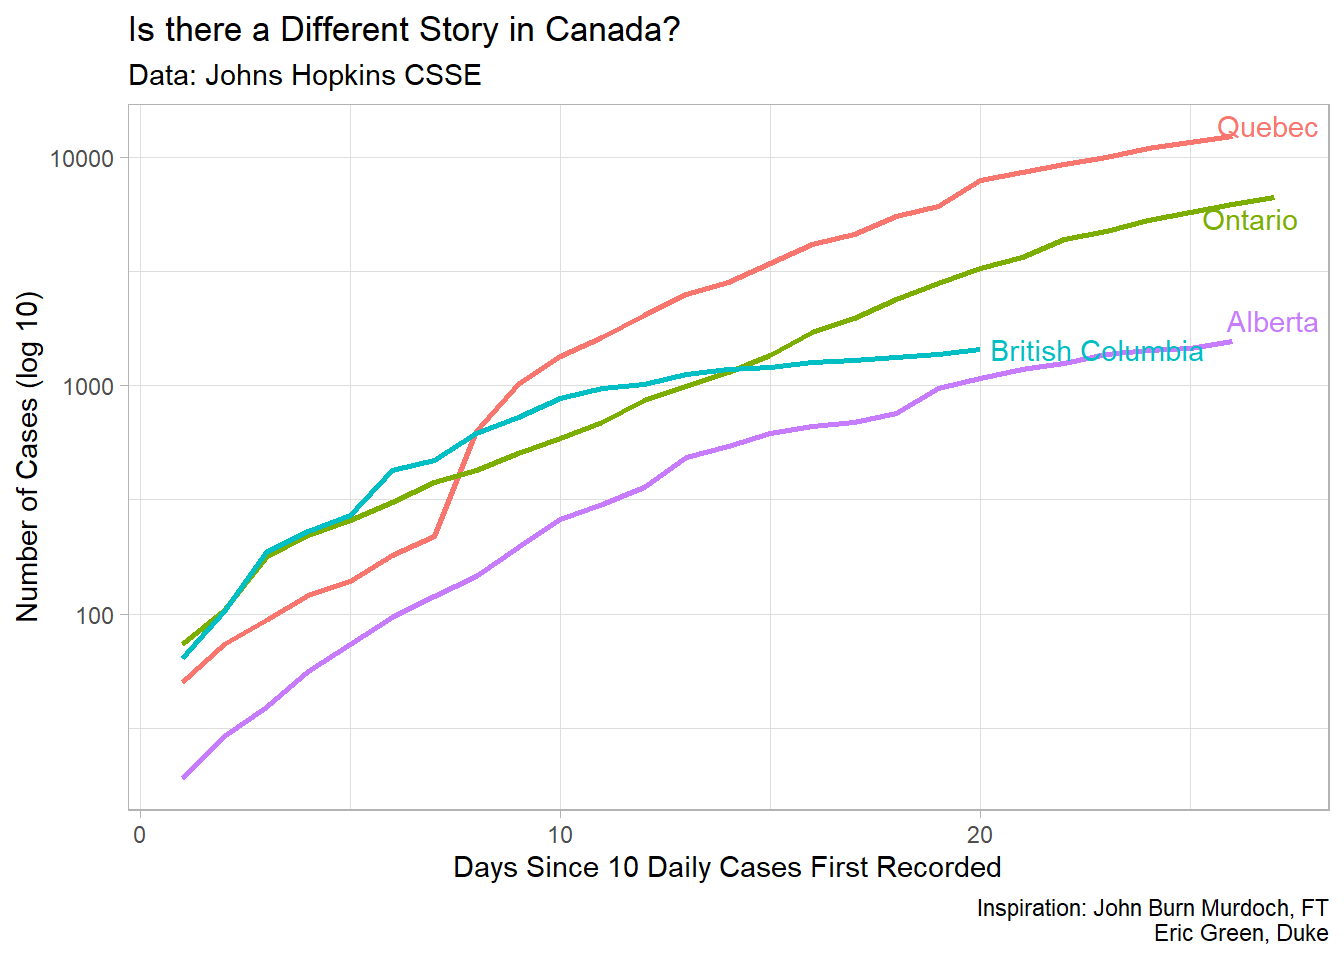 Is there a Different Story in Canada?
Data: Johns Hopkins CSSE
Number of Cases (log 10)
10000
1000
100
Quebec
Ontario
Alberta
British Columbia
0
10
20
Days Since 10 Daily Cases First Recorded
Inspiration: John Burn Murdoch, FT
Eric Green, Duke